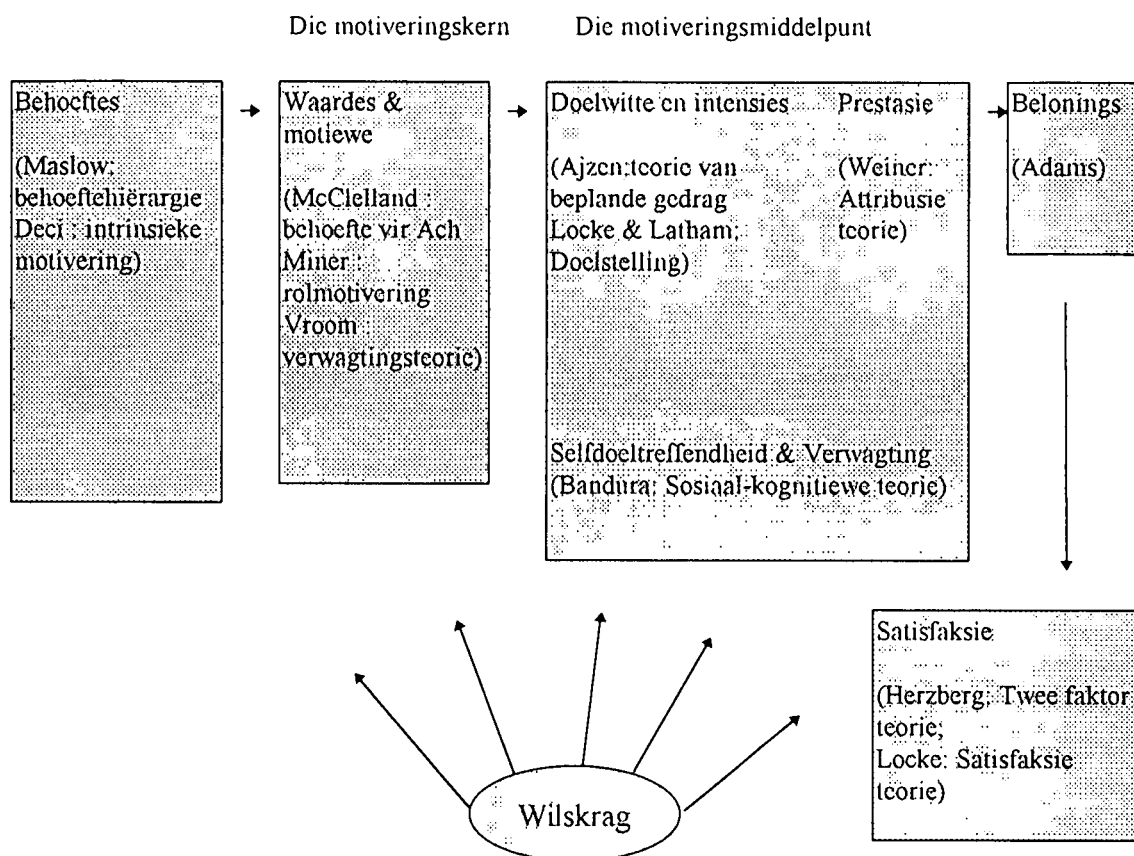 Die motiveringskern
Die motiveringsmiddelpunt
Behoeftes
(Maslow:
behoeftehiërargie
Deci : intrinsieke
motivering)
Waardes &
motiewe
(McClelland :
behoefte vir Ach
Miner :
rolmotivering
Vroom :
verwagtingsteorie)
Doelwitte en intensies
(Ajzen:teorie van
beplande gedrag
Locke & Latham;
Doelstelling)
Prestasie
(Weiner:
Attribusie
teorie)
Selfdoeltreffendheid & Verwagting
(Bandura: Sosiaal-kognitiewe teorie)
Belonings
(Adams)
Satisfaksie
(Herzberg; Twee faktor
teorie;
Locke: Satisfaksie
teorie)
Wilskrag